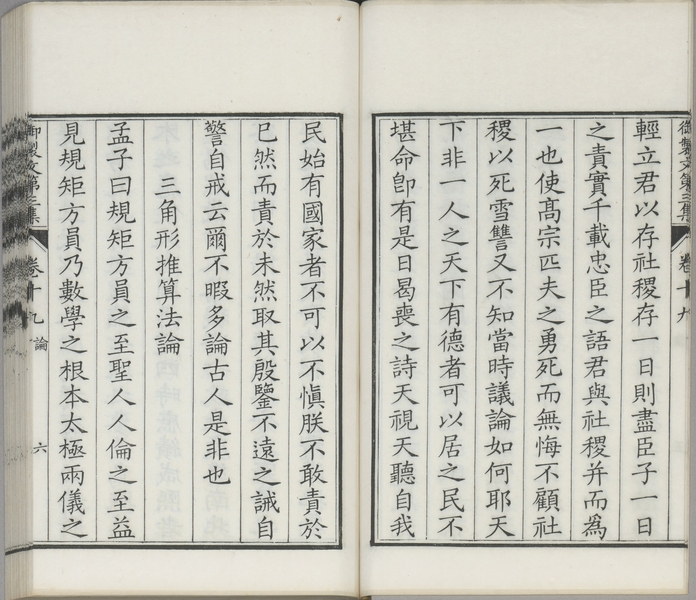 御製文第三集 卷十九
輕立君以存社稷存一日則盡臣子一日
之責實千載忠臣之語君與社稷并而爲
一也使髙宗匹夫之勇死而無悔不顧社
稷以死雪讐又不知當時議論如何耶天
下非一人之天下有德者可以居之民不
堪命卽有是日曷喪之詩天視天聽自我
民始有國家者不可以不愼朕不敢責於
已然而責於未然取其殷鑒不遠之誡自
警自戒云爾不暇多論古人是非也
三角形推算法論
孟子曰規矩方員之至聖人人倫之至益
見規矩方員乃數學之根本太極兩儀之
御製文第三集 卷十九 論 六